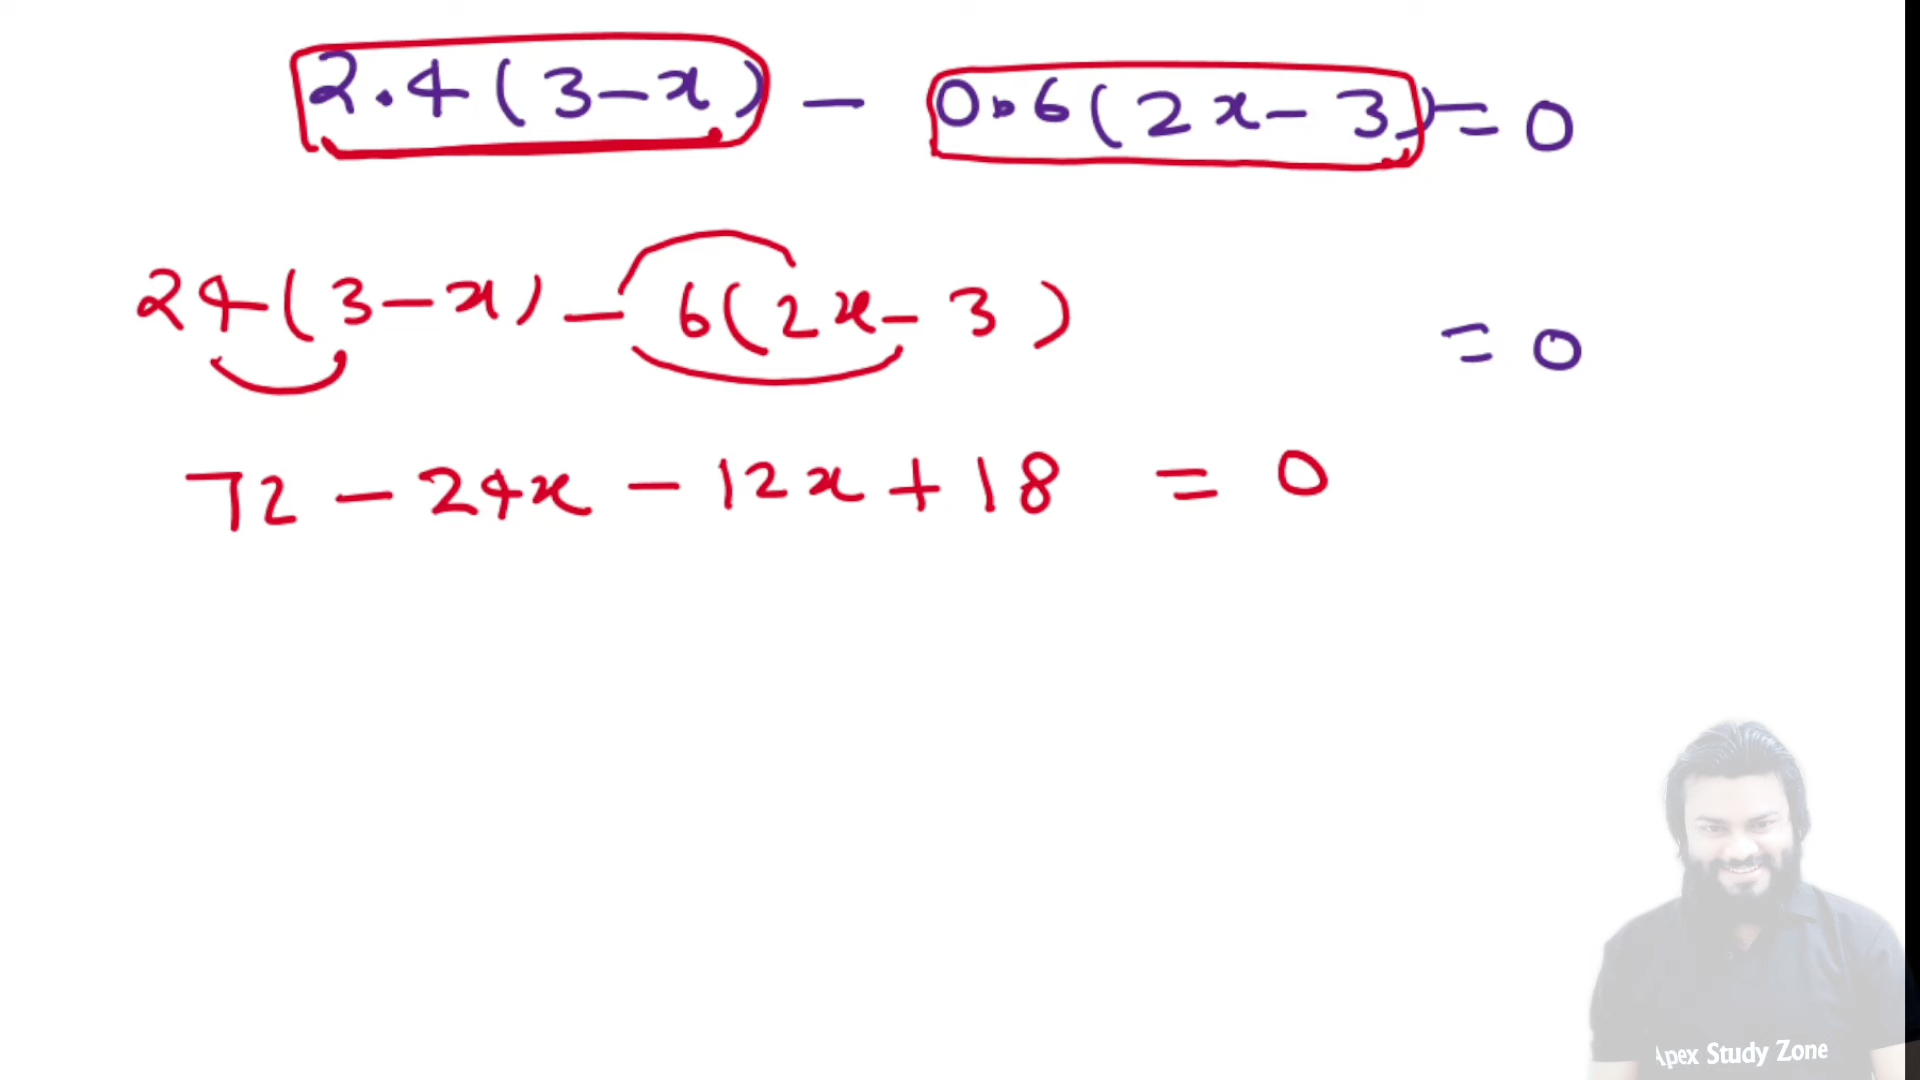 2.4(3-x) - 0.6(2x-3) = 0
24(3-x) - 6(2x-3) = 0
72 - 24x - 12x + 18 = 0
Apex Study Zone